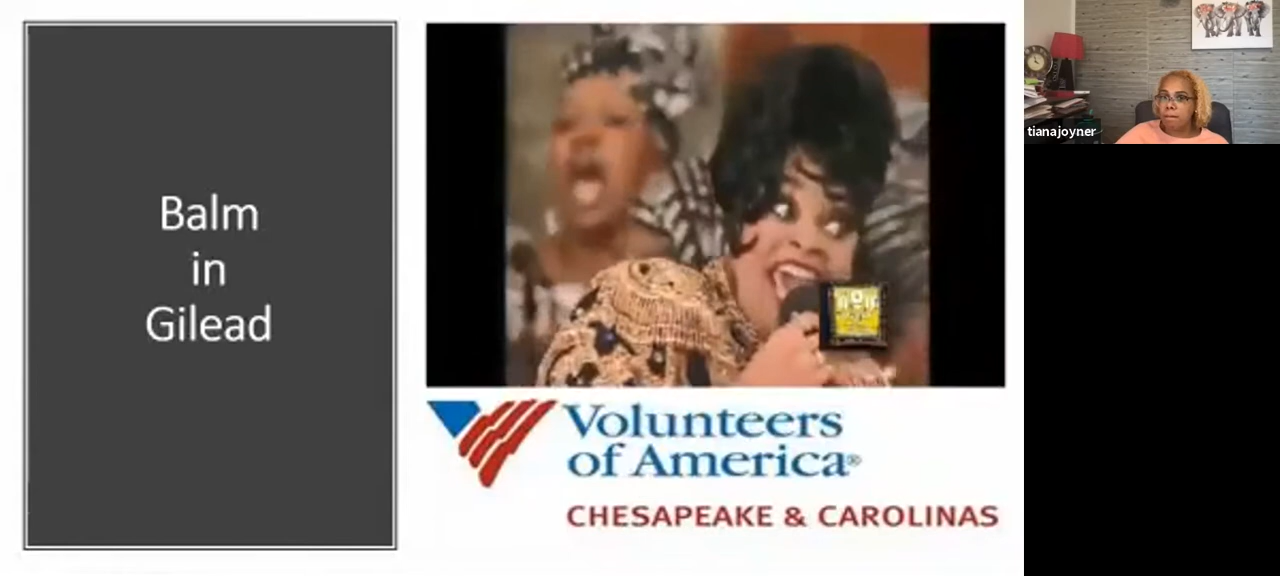 Balm
in
Gilead
Volunteers
of America®
CHESAPEAKE & CAROLINAS
tianajoyner